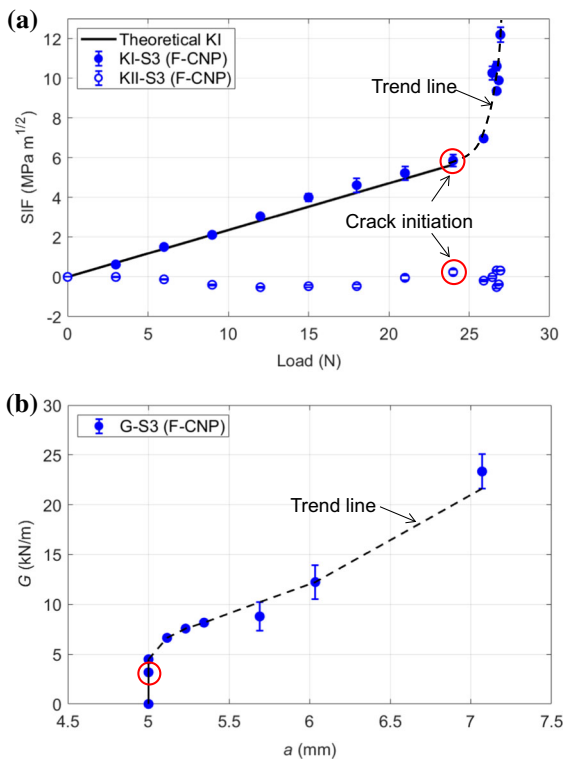 (a)
Theoretical KI
KI-S3 (F-CNP)
KII-S3 (F-CNP)
Trend line
Crack initiation
12
10
8
6
4
2
0
-2
SIF (MPa m^1/2)
0 5 10 15 20 25 30
Load (N)
(b)
G-S3 (F-CNP)
Trend line
30
25
20
15
10
5
0
G (kN/m)
4.5 5 5.5 6 6.5 7 7.5
a (mm)